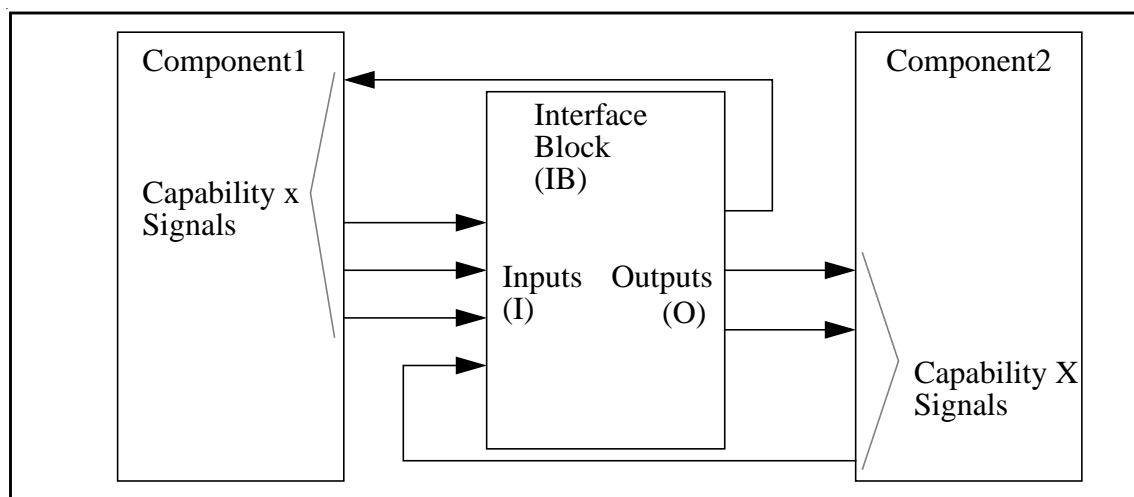 Component1
Capability x
Signals
Interface
Block
(IB)
Inputs
(I)
Outputs
(O)
Component2
Capability X
Signals